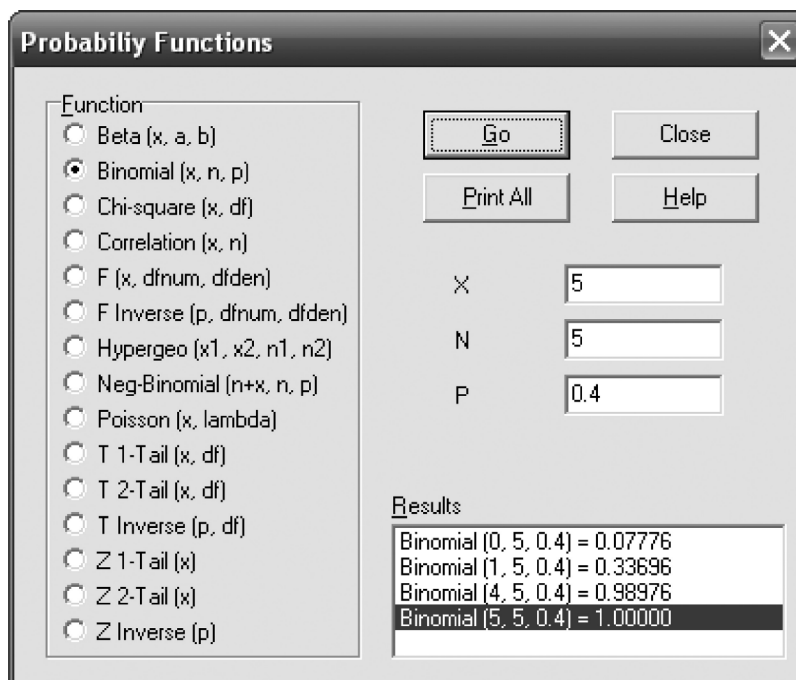 Probabiliy Functions
Function
Beta (x, a, b)
Binomial (x, n, p)
Chi-square (x, df)
Correlation (x, n)
F (x, dfnum, dfden)
F Inverse (p, dfnum, dfden)
Hypergeo (x1, x2, n1, n2)
Neg-Binomial (n+x, n, p)
Poisson (x, lambda)
T 1-Tail (x, df)
T 2-Tail (x, df)
T Inverse (p, df)
Z 1-Tail (x)
Z 2-Tail (x)
Z Inverse (p)
Go
Close
Print All
Help
X 5
N 5
P 0.4
Results
Binomial (0, 5, 0.4) = 0.07776
Binomial (1, 5, 0.4) = 0.33696
Binomial (4, 5, 0.4) = 0.98976
Binomial (5, 5, 0.4) = 1.00000